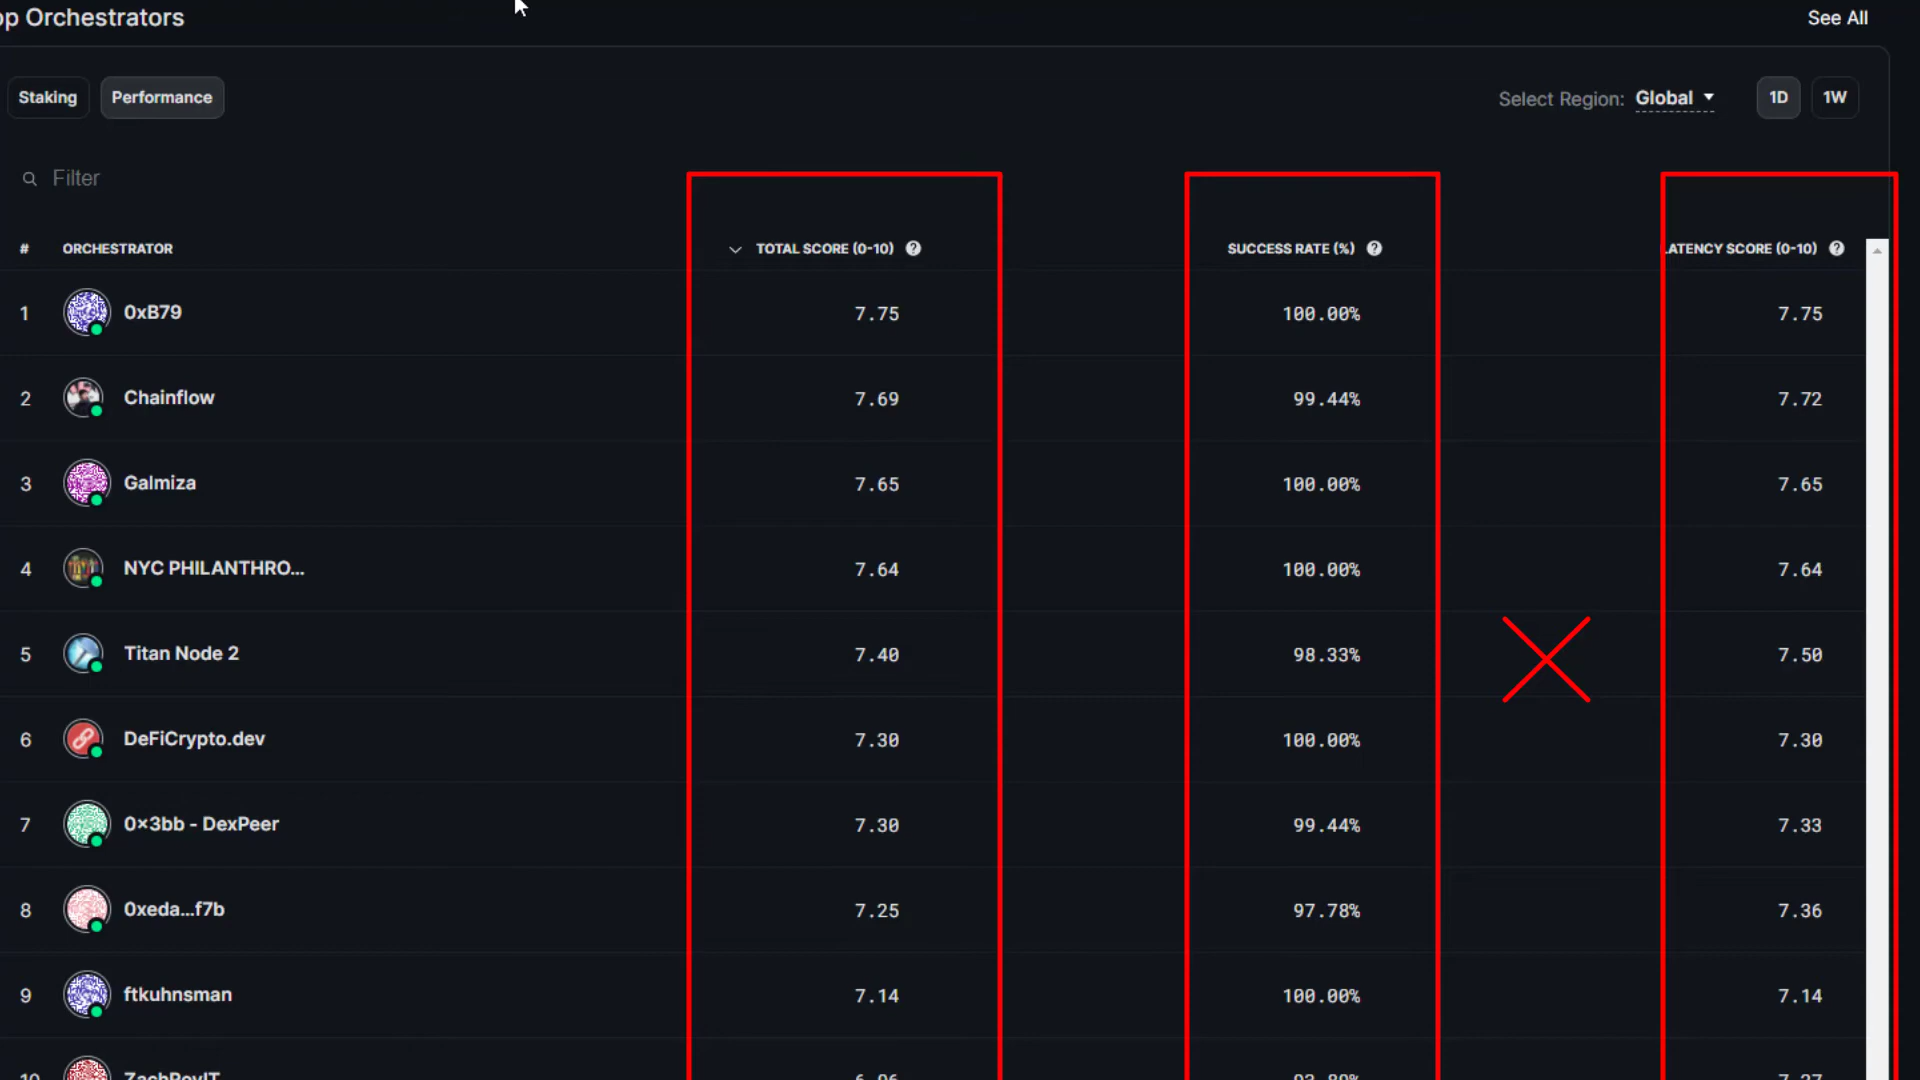 op Orchestrators
See All
Staking Performance Select Region: Global 1D 1W
Filter
# ORCHESTRATOR TOTAL SCORE (0-10) SUCCESS RATE (%) LATENCY SCORE (0-10)
1 0xB79 7.75 100.00% 7.75
2 Chainflow 7.69 99.44% 7.72
3 Galmiza 7.65 100.00% 7.65
4 NYC PHILANTHRO... 7.64 100.00% 7.64
5 Titan Node 2 7.40 98.33% 7.50
6 DeFiCrypto.dev 7.30 100.00% 7.30
7 0x3bb - DexPeer 7.30 99.44% 7.33
8 0xeda...f7b 7.25 97.78% 7.36
9 ftkuhnsman 7.14 100.00% 7.14
10